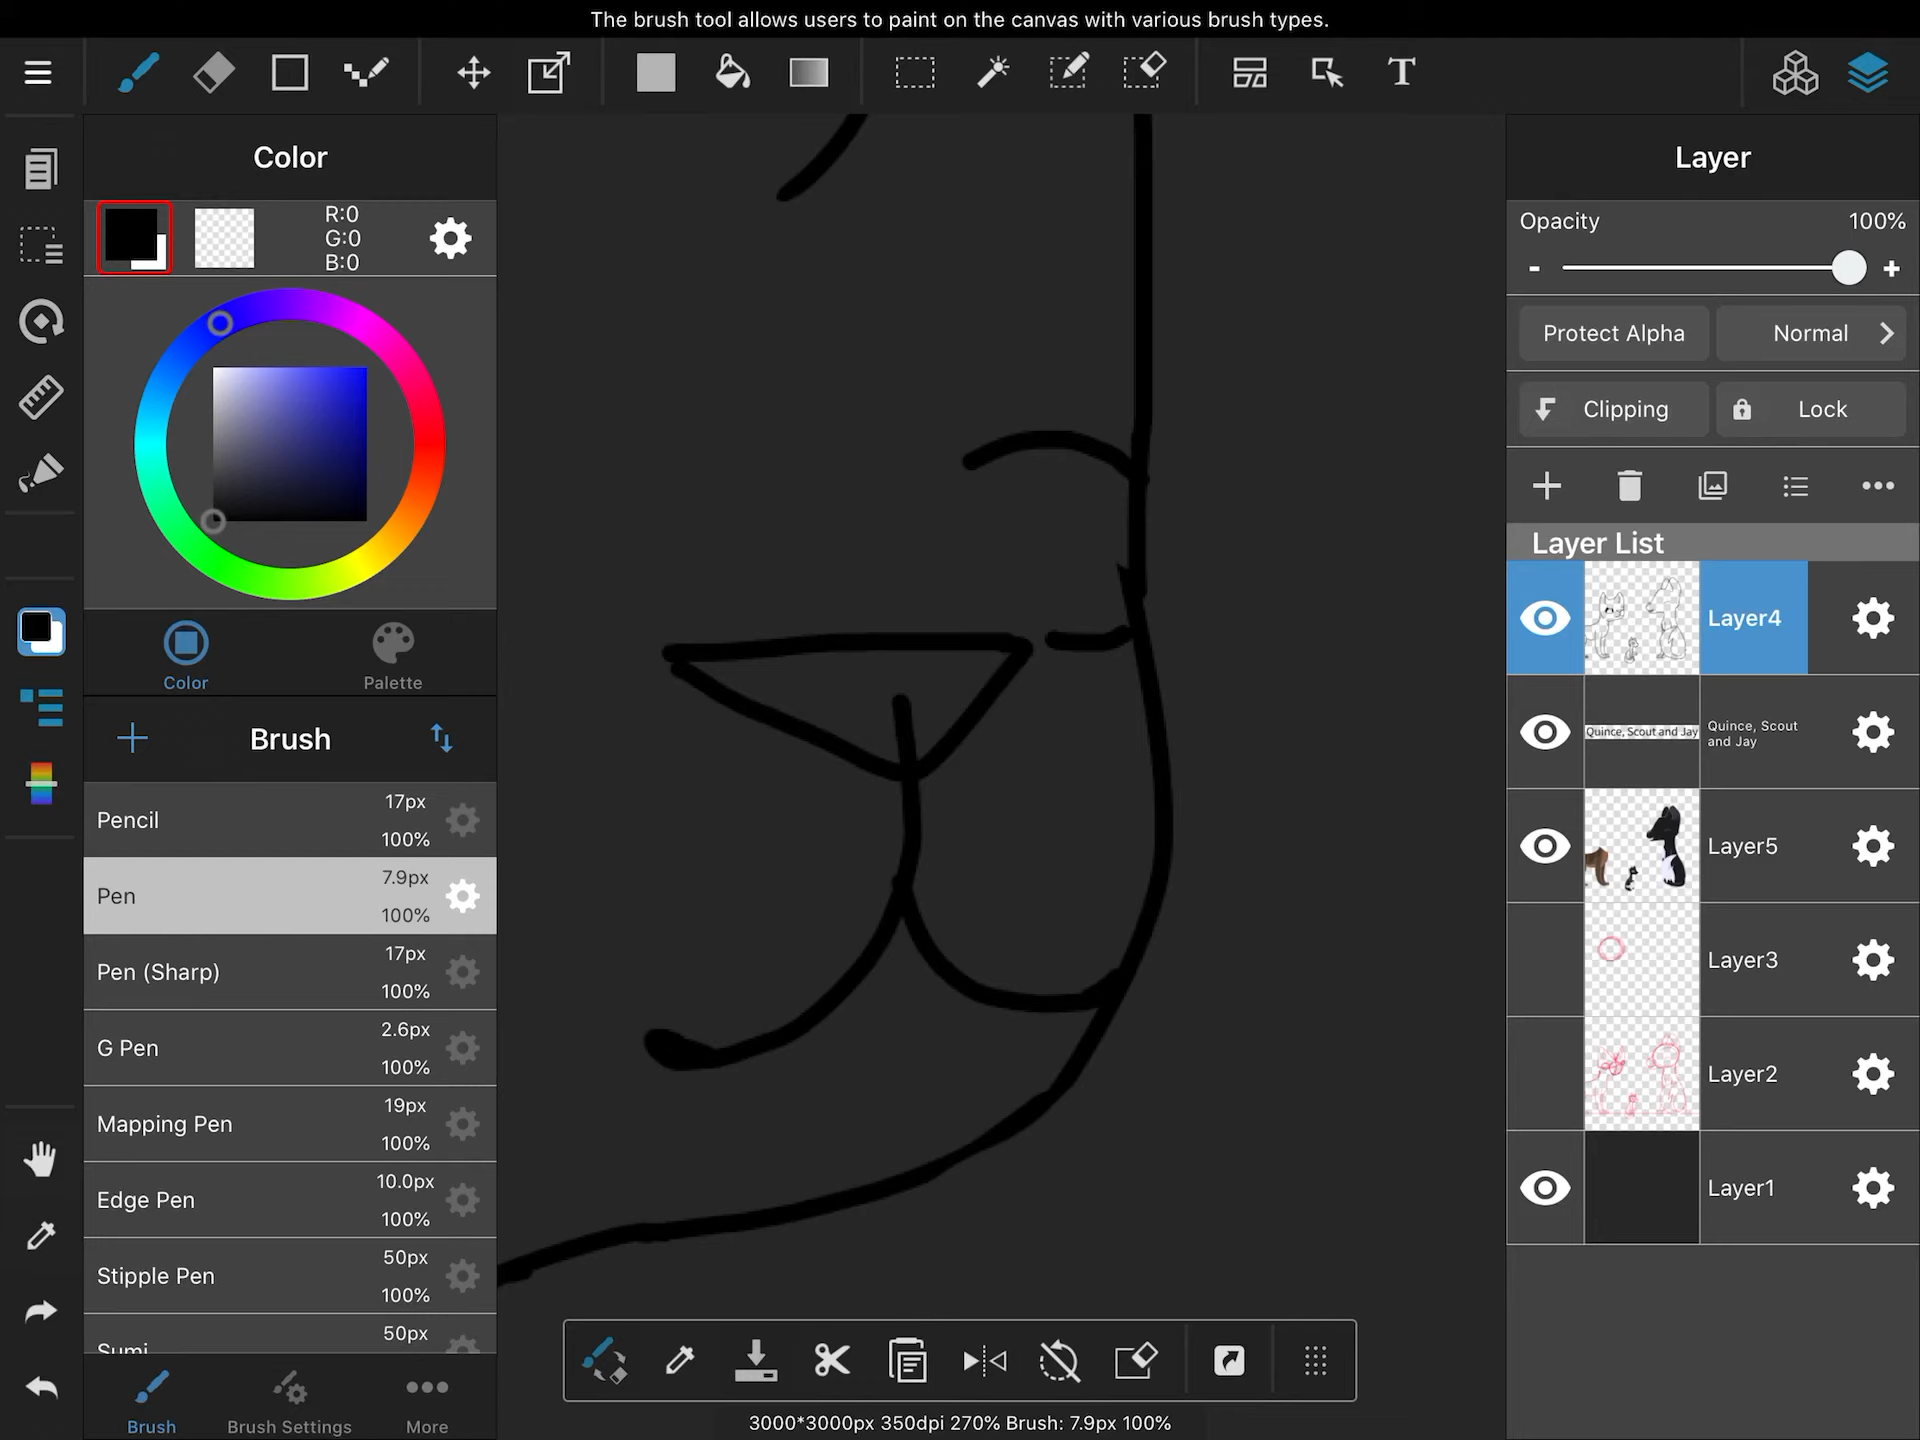 The brush tool allows users to paint on the canvas with various brush types.
T
Color
R:0
G:0
B:0
Color
Palette
Brush
Pencil
17px
100%
Pen
7.9px
100%
Pen (Sharp)
17px
100%
G Pen
2.6px
100%
Mapping Pen
19px
100%
Edge Pen
10.0px
100%
Stipple Pen
50px
100%
Sumi
50px
Brush
Brush Settings
More
3000*3000px 350dpi 270% Brush: 7.9px 100%
Layer
Opacity
100%
- +
Protect Alpha
Normal
Clipping
Lock
Layer List
Layer4
Quince, Scout and Jay
Quince, Scout
and Jay
Layer5
Layer3
Layer2
Layer1